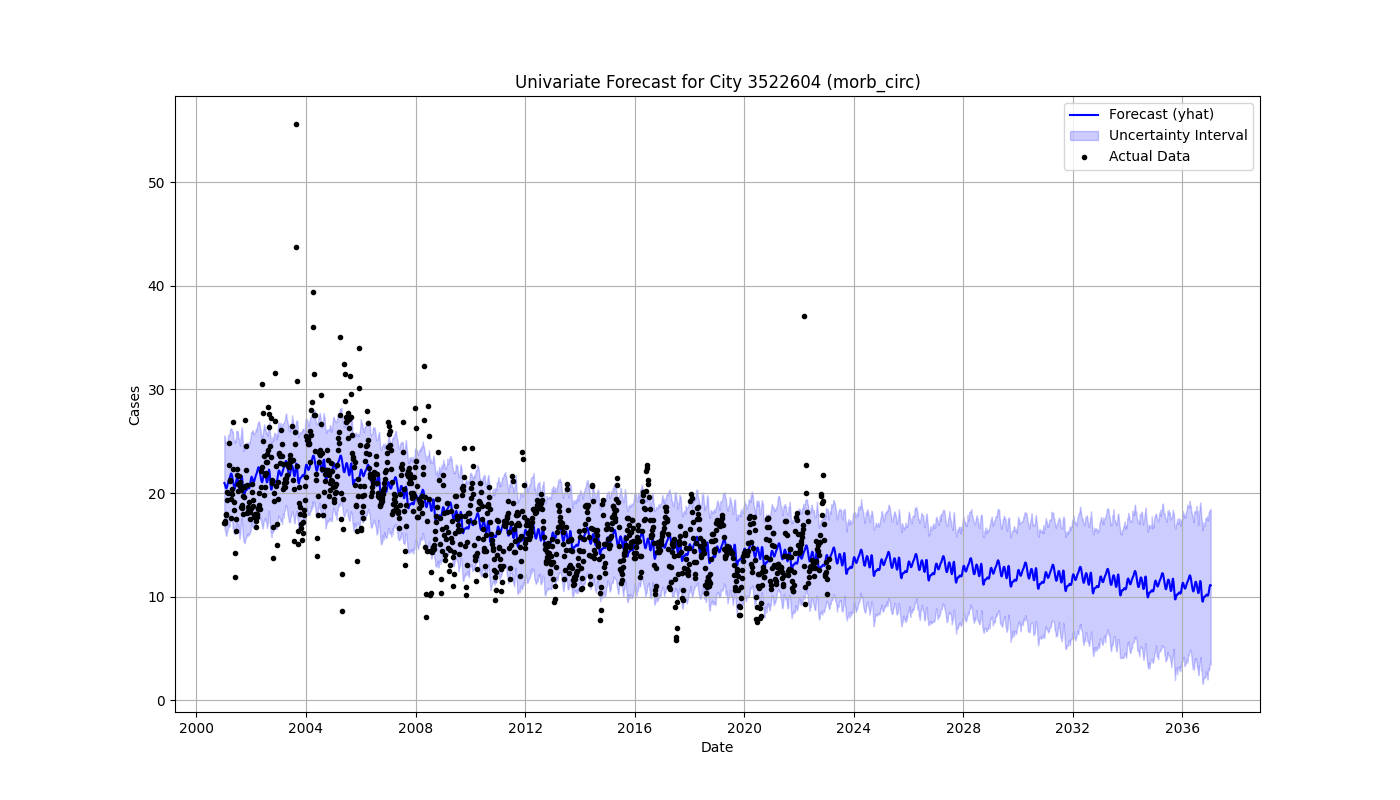 Univariate Forecast for City 3522604 (morb_circ)
Forecast (yhat)
Uncertainty Interval
Actual Data
Cases
50
40
30
20
10
0
2000 2004 2008 2012 2016 2020 2024 2028 2032 2036
Date